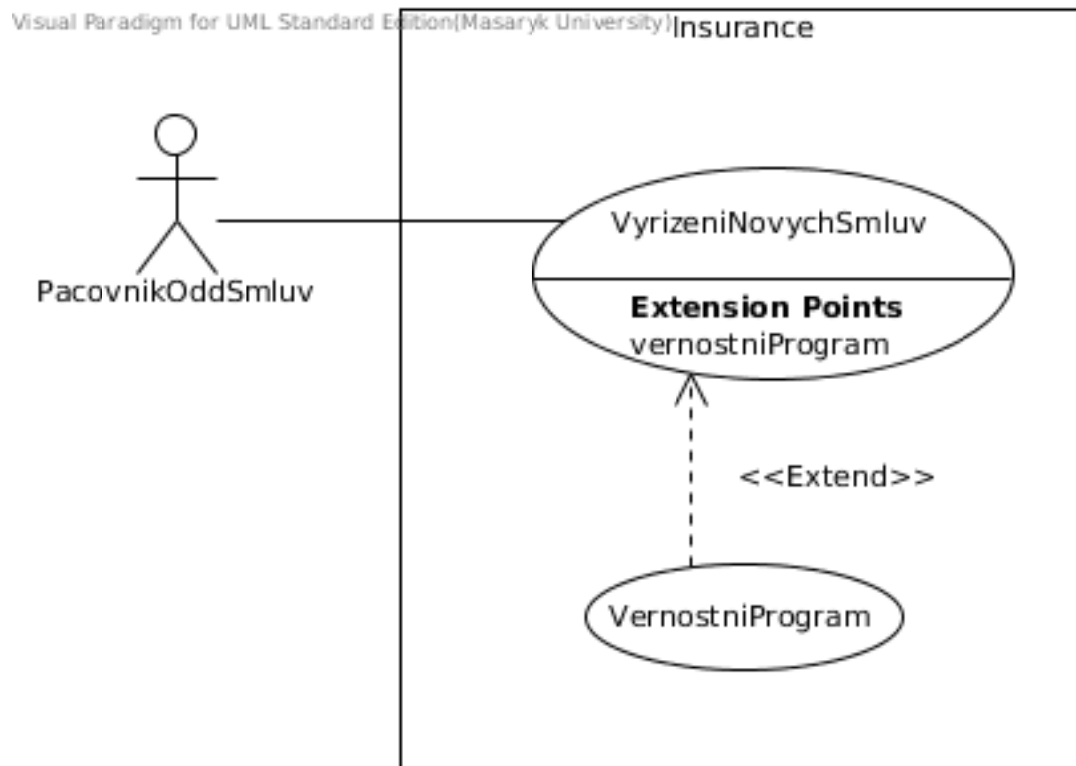 Visual Paradigm for UML Standard Edition(Masaryk University)
Insurance
VyrizeniNovychSmluv
PacovnikOddSmluv
Extension Points
vernostniProgram
<<Extend>>
VernostniProgram